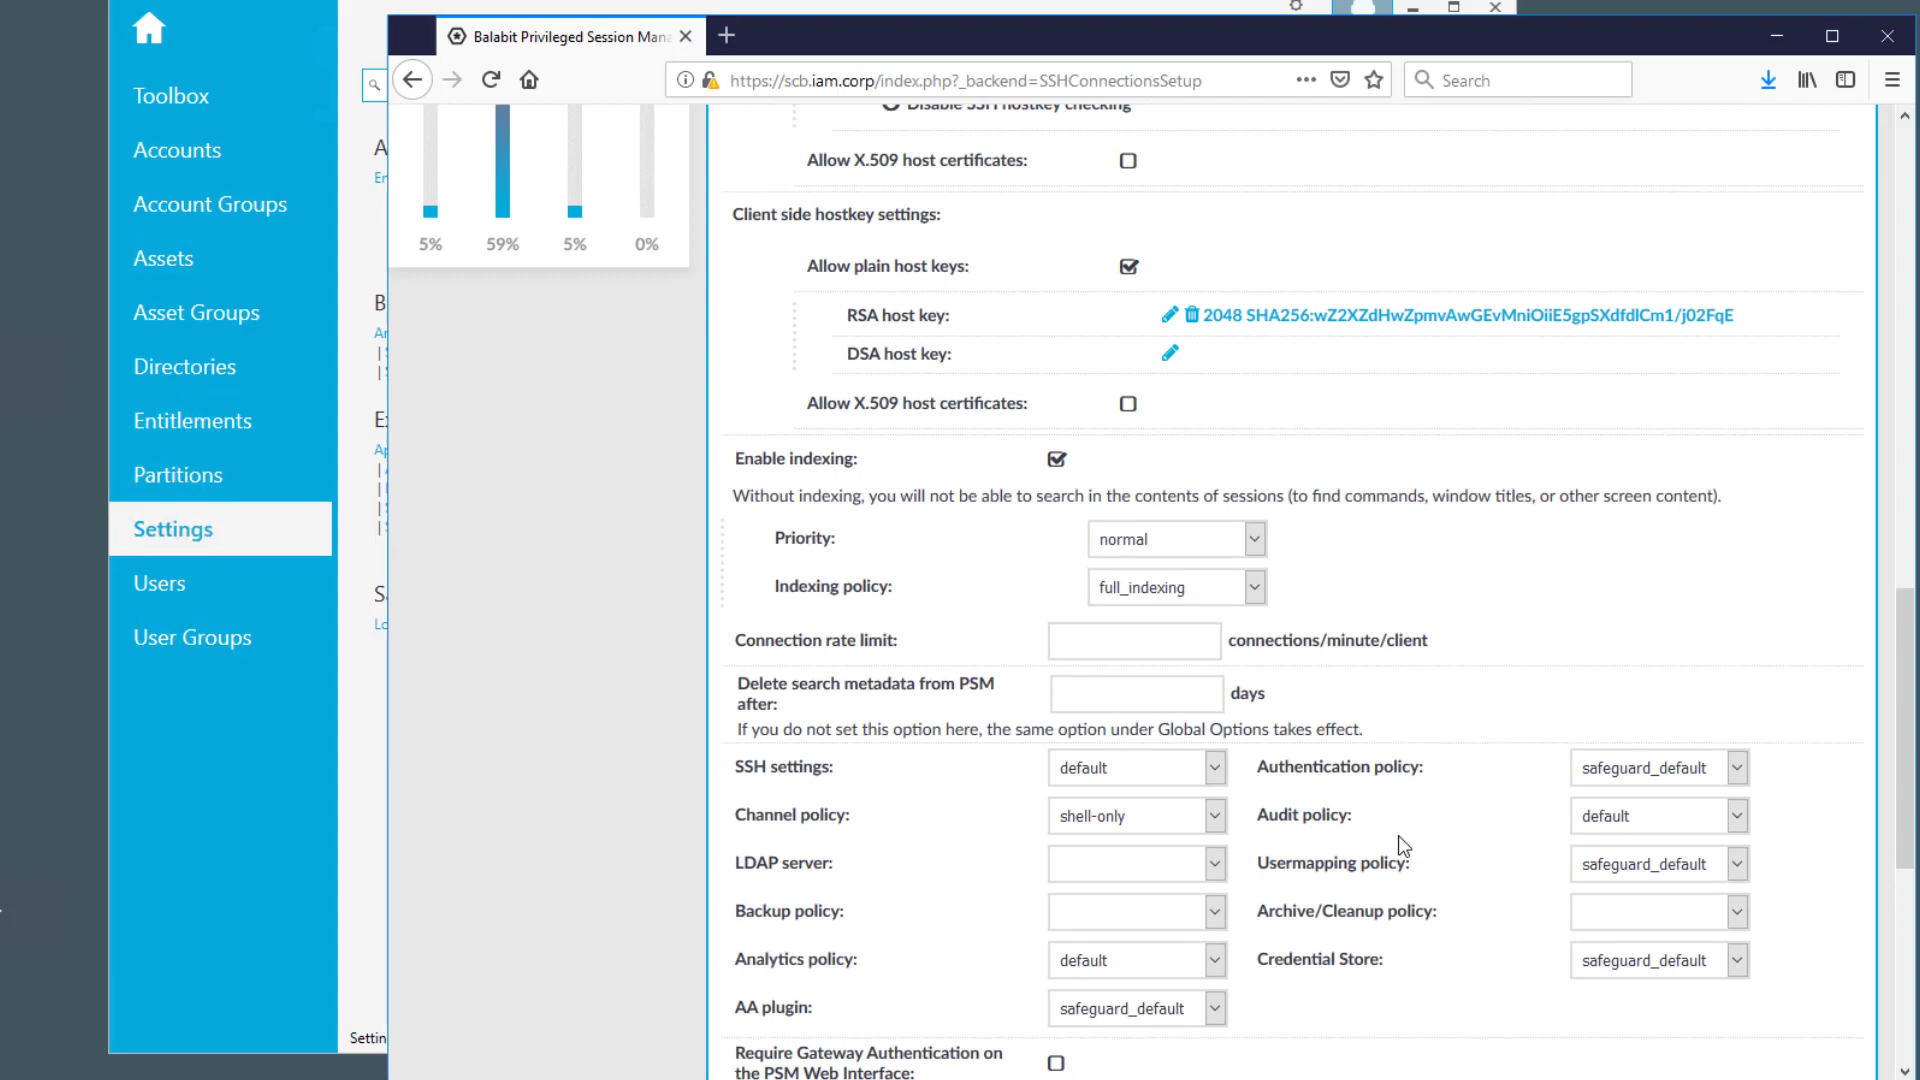 Toolbox
Accounts
Account Groups
Assets
Asset Groups
Directories
Entitlements
Partitions
Settings
Users
User Groups
Settin
Balabit Privileged Session Mana
https://scb.iam.corp/index.php?_backend=SSHConnectionsSetup
Search
5% 59% 5% 0%
Disable SSH hostkey checking
Allow X.509 host certificates:
Client side hostkey settings:
Allow plain host keys:
RSA host key: 2048 SHA256:wZ2XZdHwZpmvAwGEvMniOiiE5gpSXdfdlCm1/j02FqE
DSA host key:
Allow X.509 host certificates:
Enable indexing:
Without indexing, you will not be able to search in the contents of sessions (to find commands, window titles, or other screen content).
Priority: normal
Indexing policy: full_indexing
Connection rate limit: connections/minute/client
Delete search metadata from PSM
after: days
If you do not set this option here, the same option under Global Options takes effect.
SSH settings: default Authentication policy: safeguard_default
Channel policy: shell-only Audit policy: default
LDAP server: Usermapping policy: safeguard_default
Backup policy: Archive/Cleanup policy:
Analytics policy: default Credential Store: safeguard_default
AA plugin: safeguard_default
Require Gateway Authentication on
the PSM Web Interface: